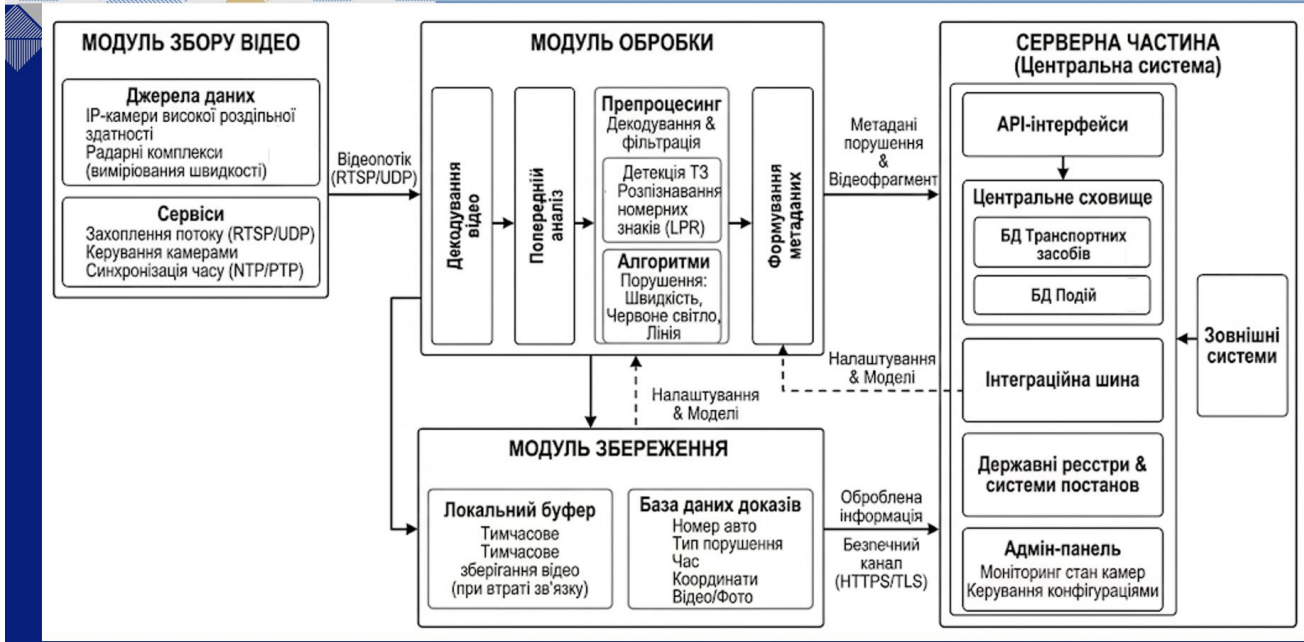 МОДУЛЬ ЗБОРУ ВІДЕО
Джерела даних
IP-камери високої роздільної
здатності
Радарні комплекси
(вимірювання швидкості)
Сервіси
Захоплення потоку (RTSP/UDP)
Керування камерами
Синхронізація часу (NTP/PTP)
Відеопотік
(RTSP/UDP)
МОДУЛЬ ОБРОБКИ
Декодування
відео
Попередній
аналіз
Препроцесинг
Декодування &
фільтрація
Детекція ТЗ
Розпізнавання
номерних
знаків (LPR)
Алгоритми
Порушення:
Швидкість,
Червоне світло,
Лінія
Формування
метаданих
Метадані
порушення
&
Відеофрагмент
Налаштування
& Моделі
Налаштування
& Моделі
МОДУЛЬ ЗБЕРЕЖЕННЯ
Локальний буфер
Тимчасове
Тимчасове
зберігання відео
(при втраті зв'язку)
База даних доказів
Номер авто
Тип порушення
Час
Координати
Відео/Фото
Оброблена
інформація
Безпечний
канал
(HTTPS/TLS)
СЕРВЕРНА ЧАСТИНА
(Центральна система)
API-інтерфейси
Центральне сховище
БД Транспортних
засобів
БД Подій
Інтеграційна шина
Державні ресстри &
системи постанов
Адмін-панель
Моніторинг стан камер
Керування конфігураціями
Зовнішні
системи